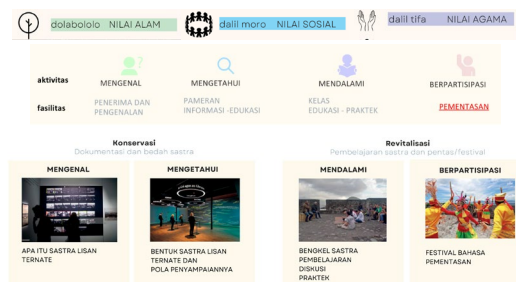 dolabololo NILAI ALAM
dalil moro NILAI SOSIAL
dalil tifa NILAI AGAMA
aktivitas
MENGENAL
MENGETAHUI
MENDALAMI
BERPARTISIPASI
fasilitas
PENERIMA DAN
PENGENALAN
PAMERAN
INFORMASI -EDUKASI
KELAS
EDUKASI - PRAKTEK
PEMENTASAN
Konservasi
Dokumentasi dan bedah sastra
Revitalisasi
Pembelajaran sastra dan pentas/festival
MENGENAL
MENGETAHUI
MENDALAMI
BERPARTISIPASI
APA ITU SASTRA LISAN
TERNATE
BENTUK SASTRA LISAN
TERNATE DAN
POLA PENYAMPAIANNYA
BENGKEL SASTRA
PEMBELAJARAN
DISKUSI
PRAKTEK
FESTIVAL BAHASA
PEMENTASAN